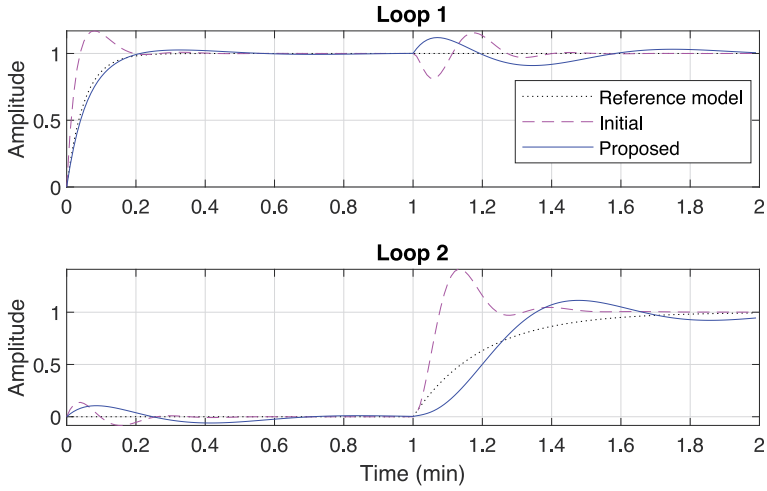 Loop 1
Amplitude
1
0.5
0
Reference model
Initial
Proposed
0 0.2 0.4 0.6 0.8 1 1.2 1.4 1.6 1.8 2
Loop 2
Amplitude
1
0.5
0
0 0.2 0.4 0.6 0.8 1 1.2 1.4 1.6 1.8 2
Time (min)